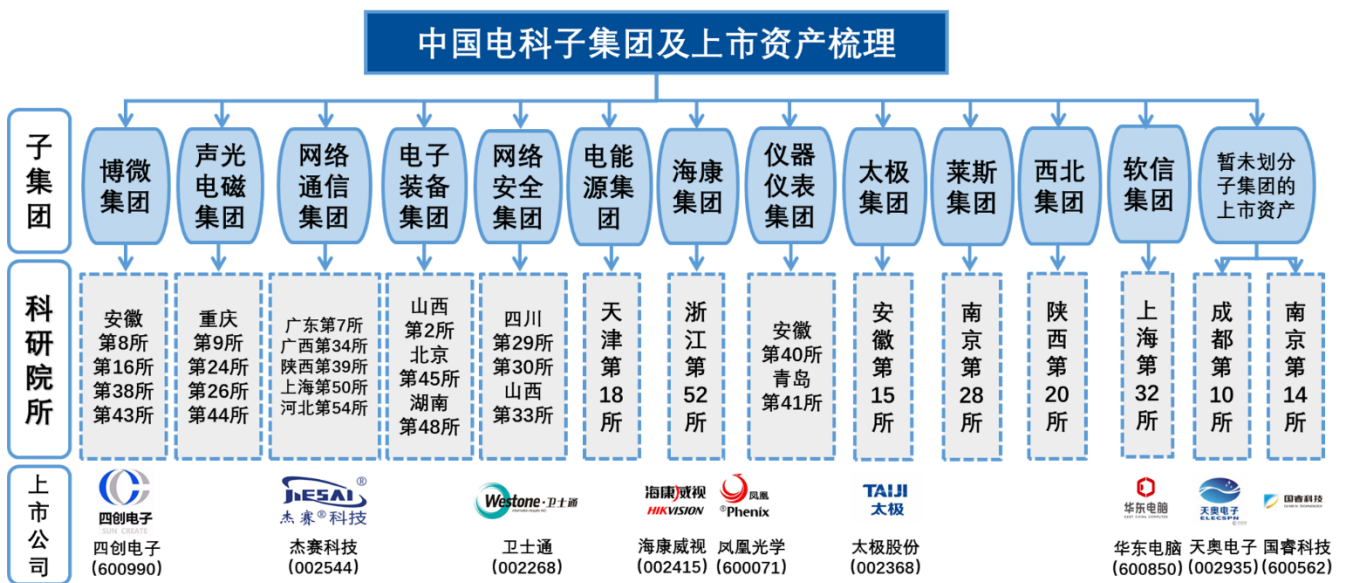 中国电科子集团及上市资产梳理
子集团
博微
集团
声光
电磁
集团
网络
通信
集团
电子
装备
集团
网络
安全
集团
电能
源集
团
海康
集团
仪器
仪表
集团
太极
集团
莱斯
集团
西北
集团
软信
集团
暂未划分
子集团的
上市资产
科研院所
安徽
第8所
第16所
第38所
第43所
重庆
第9所
第24所
第26所
第44所
广东第7所
广西第34所
陕西第39所
上海第50所
河北第54所
山西
第2所
北京
第45所
湖南
第48所
四川
第29所
第30所
山西
第33所
天津第18所
浙江第52所
安徽
第40所
青岛
第41所
安徽第15所
南京第28所
陕西第20所
上海第32所
成都第10所
南京第14所
上市公司
四创电子
SUN CREATE
四创电子
(600990)
JIESAI®
杰赛®科技
杰赛科技
(002544)
Westone·卫士通
卫士通
(002268)
海康威视
HIKVISION
海康威视
(002415)
凤凰
®Phenix
凤凰光学
(600071)
TAIJI
太极
太极股份
(002368)
华东电脑
EAST CHINA COMPUTER
华东电脑
(600850)
天奥电子
ELECSPN
天奥电子
(002935)
国睿科技
国睿科技
(600562)